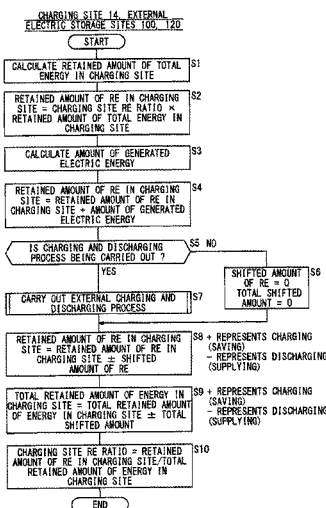 CHARGING SITE 14, EXTERNAL
ELECTRIC STORAGE SITES 100, 120
START
CALCULATE RETAINED AMOUNT OF TOTAL
ENERGY IN CHARGING SITE
S1
RETAINED AMOUNT OF RE IN CHARGING
SITE = CHARGING SITE RE RATIO ×
RETAINED AMOUNT OF TOTAL ENERGY IN
CHARGING SITE
S2
CALCULATE AMOUNT OF GENERATED
ELECTRIC ENERGY
S3
RETAINED AMOUNT OF RE IN CHARGING
SITE = RETAINED AMOUNT OF RE IN
CHARGING SITE + AMOUNT OF GENERATED
ELECTRIC ENERGY
S4
IS CHARGING AND DISCHARGING
PROCESS BEING CARRIED OUT ?
S5 NO
YES
SHIFTED AMOUNT
OF RE = 0
TOTAL SHIFTED
AMOUNT = 0
S6
CARRY OUT EXTERNAL CHARGING AND
DISCHARGING PROCESS
S7
RETAINED AMOUNT OF RE IN CHARGING
SITE = RETAINED AMOUNT OF RE IN
CHARGING SITE ± SHIFTED
AMOUNT OF RE
S8 + REPRESENTS CHARGING
(SAVING)
- REPRESENTS DISCHARGING
(SUPPLYING)
TOTAL RETAINED AMOUNT OF ENERGY IN
CHARGING SITE = TOTAL RETAINED AMOUNT
OF ENERGY IN CHARGING SITE ± TOTAL
SHIFTED AMOUNT
S9 + REPRESENTS CHARGING
(SAVING)
- REPRESENTS DISCHARGING
(SUPPLYING)
CHARGING SITE RE RATIO = RETAINED
AMOUNT OF RE IN CHARGING SITE/TOTAL
RETAINED AMOUNT OF ENERGY IN
CHARGING SITE
S10
END